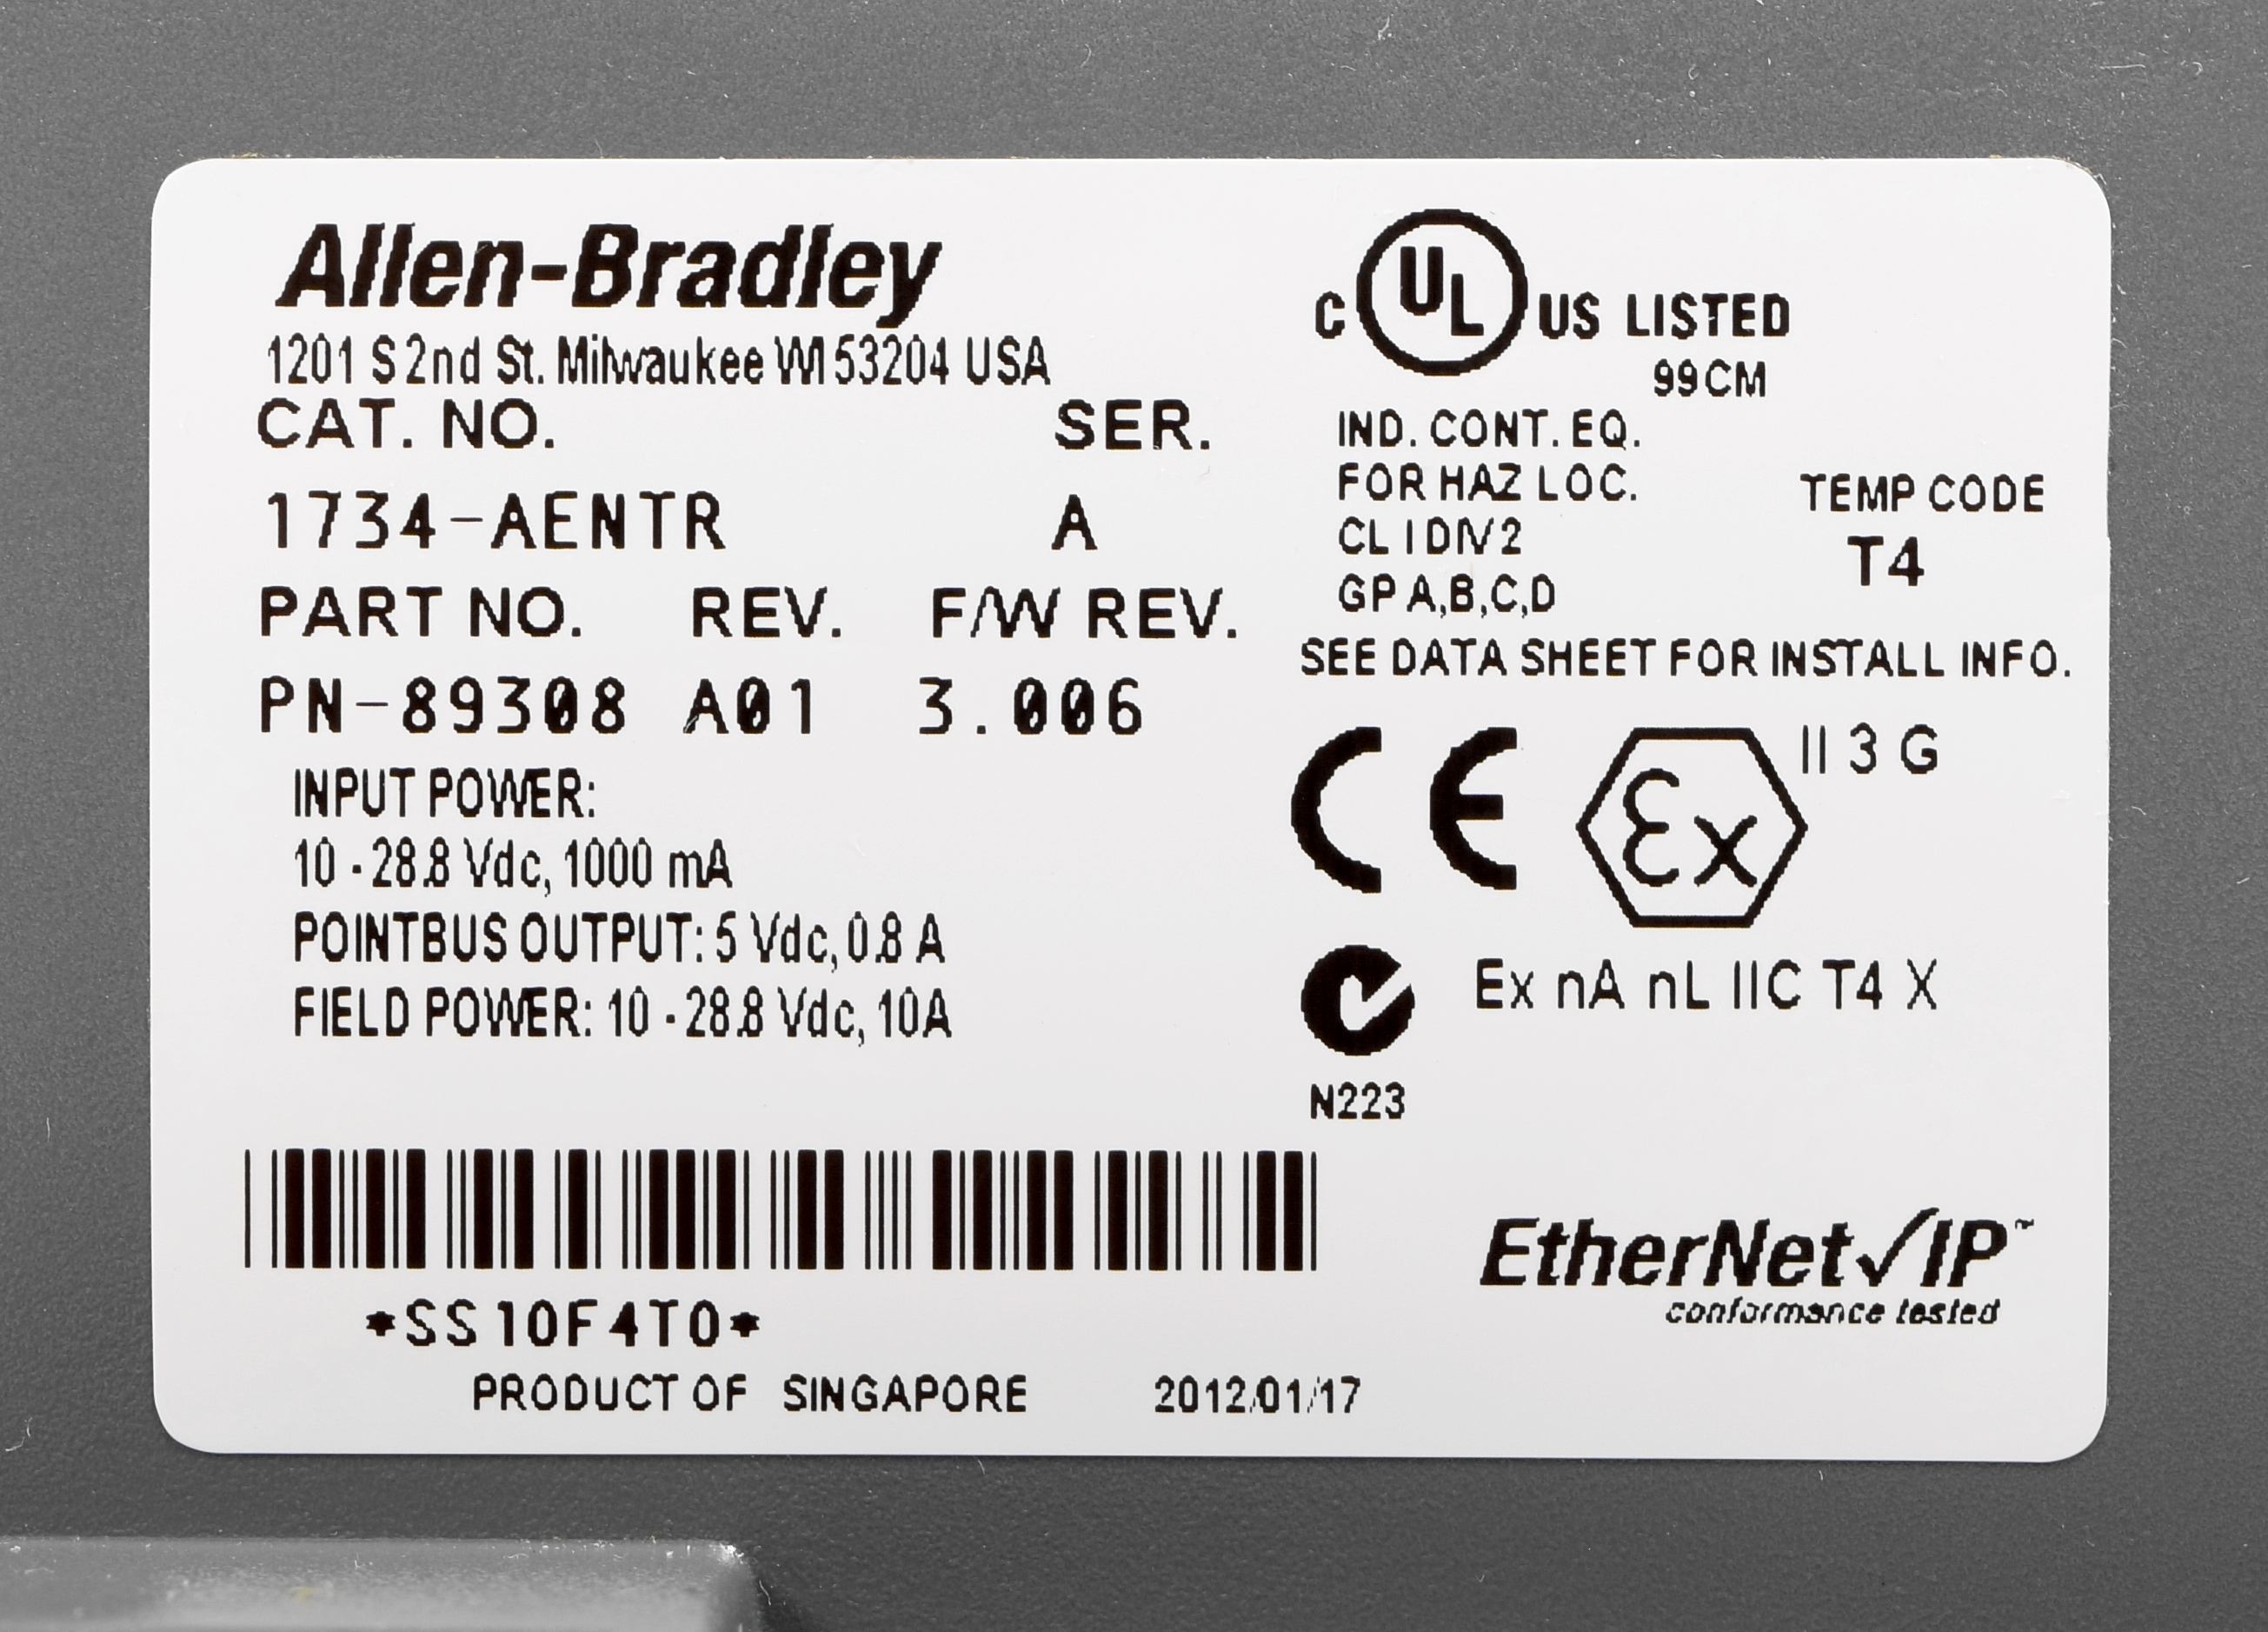 Allen-Bradley
1201 S 2nd St. Milwaukee WI 53204 USA
CAT. NO. SER.
1734-AENTR A
PART NO. REV. F/W REV.
PN-89308 A01 3.006
INPUT POWER:
10 - 28.8 Vdc, 1000 mA
POINTBUS OUTPUT: 5 Vdc, 0.8 A
FIELD POWER: 10 - 28.8 Vdc, 10A
*SS10F4T0*
PRODUCT OF SINGAPORE 2012/01/17
C UL US LISTED
99CM
IND. CONT. EQ.
FOR HAZ LOC.
CL I DIV 2
GP A,B,C,D
TEMP CODE
T4
SEE DATA SHEET FOR INSTALL INFO.
CE Ex II 3 G
Ex nA nL IIC T4 X
N223
EtherNet/IP™
conformance tested